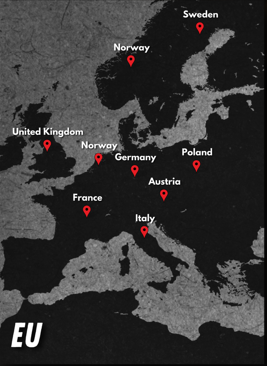 Sweden
Norway
United Kingdom
Norway
Germany
Poland
Austria
France
Italy
EU